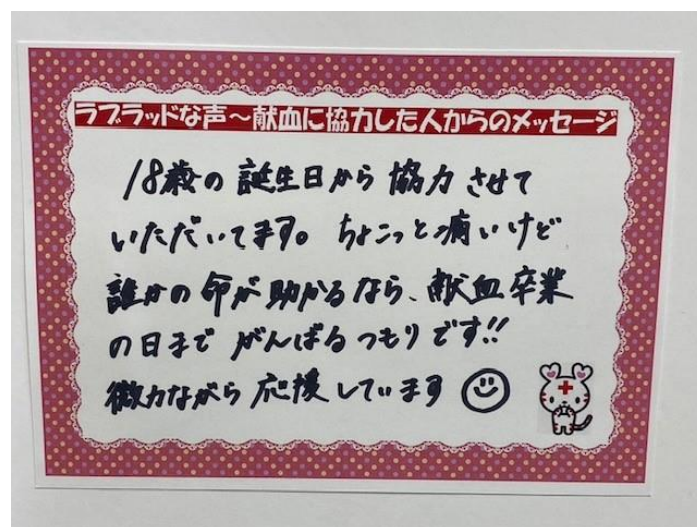 ラブラッドな声～献血に協力した人からのメッセージ
18歳の誕生日から協力させて
いただいてます。ちょこっと痛いけど
誰かの命が助かるなら、献血卒業
の日まで がんばるつもりです!!
微力ながら応援しています